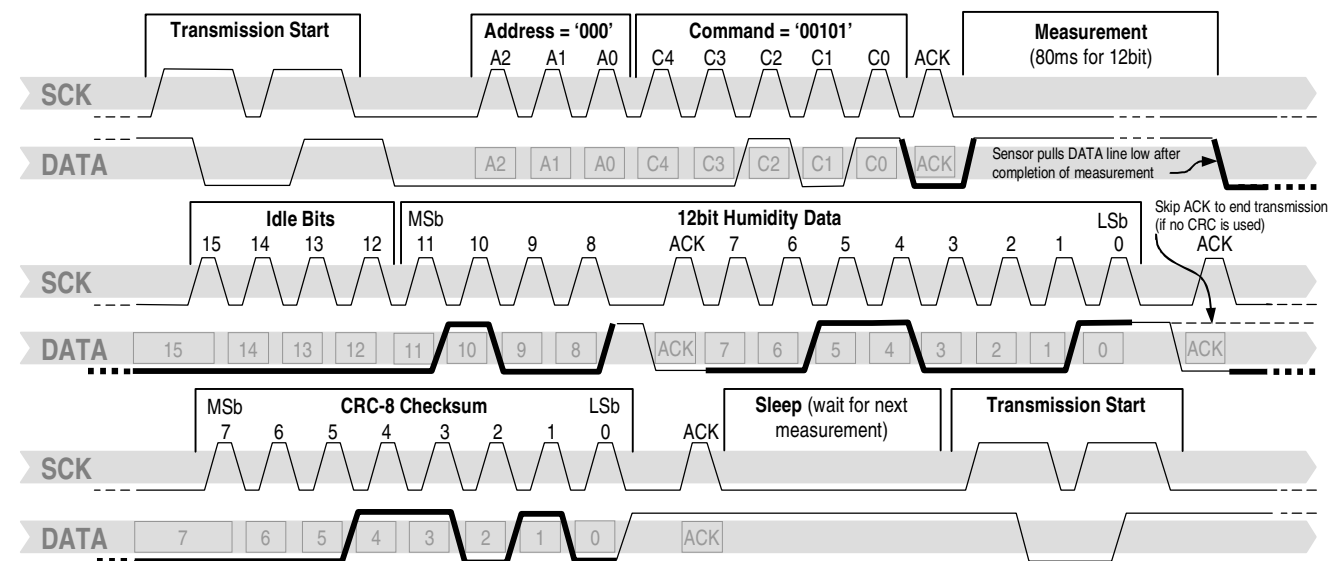 Transmission Start Address = ‘000’ Command = ‘00101’ Measurement
A2 A1 A0 C4 C3 C2 C1 C0 ACK (80ms for 12bit)
SCK
DATA A2 A1 A0 C4 C3 C2 C1 C0 ACK
Sensor pulls DATA line low after
completion of measurement
Skip ACK to end transmission
(if no CRC is used)
Idle Bits MSb 12bit Humidity Data LSb
15 14 13 12 11 10 9 8 ACK 7 6 5 4 3 2 1 0 ACK
SCK
DATA 15 14 13 12 11 10 9 8 ACK 7 6 5 4 3 2 1 0 ACK
MSb CRC-8 Checksum LSb Sleep (wait for next Transmission Start
7 6 5 4 3 2 1 0 ACK measurement)
SCK
DATA 7 6 5 4 3 2 1 0 ACK